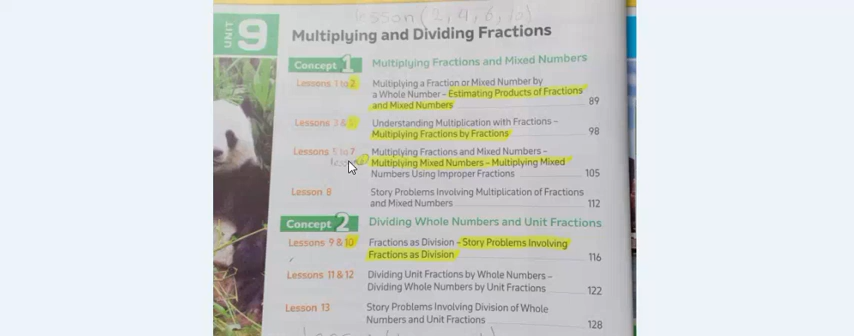 lesson (2, 4, 6, 10)
UNIT 9
Multiplying and Dividing Fractions
Concept 1 Multiplying Fractions and Mixed Numbers
Lessons 1 to 2 Multiplying a Fraction or Mixed Number by
a Whole Number – Estimating Products of Fractions
and Mixed Numbers 89
Lessons 3 & Understanding Multiplication with Fractions –
Multiplying Fractions by Fractions 98
Lessons 5 to 7 Multiplying Fractions and Mixed Numbers –
Multiplying Mixed Numbers – Multiplying Mixed
Numbers Using Improper Fractions 105
Lesson 8 Story Problems Involving Multiplication of Fractions
and Mixed Numbers 112
Concept 2 Dividing Whole Numbers and Unit Fractions
Lessons 9 & 10 Fractions as Division – Story Problems Involving
Fractions as Division 116
Lessons 11 & 12 Dividing Unit Fractions by Whole Numbers –
Dividing Whole Numbers by Unit Fractions 122
Lesson 13 Story Problems Involving Division of Whole
Numbers and Unit Fractions 128